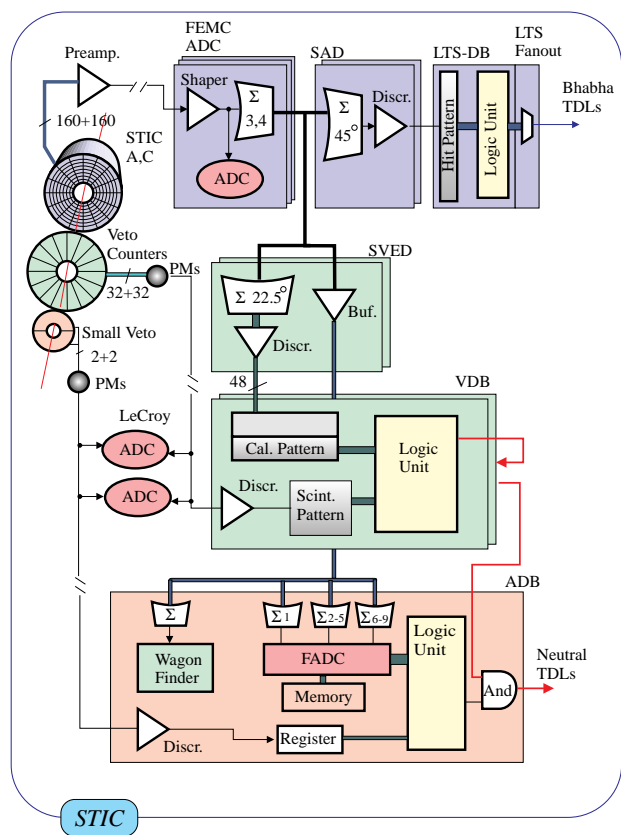 FEMC
ADC
SAD
LTS-DB
LTS
Fanout
Preamp.
Shaper
Σ
3,4
Σ
45°
Discr.
Hit Pattern
Logic Unit
Bhabha
TDLs
160+160
STIC
A,C
ADC
Veto
Counters
32+32
PMs
SVED
Σ 22.5°
Buf.
Discr.
Small Veto
2+2
PMs
48
VDB
LeCroy
ADC
ADC
Cal. Pattern
Logic
Unit
Discr.
Scint.
Pattern
ADB
Σ
Σ1
Σ2-5
Σ6-9
Logic
Unit
Wagon
Finder
FADC
Memory
Neutral
TDLs
And
Discr.
Register
STIC